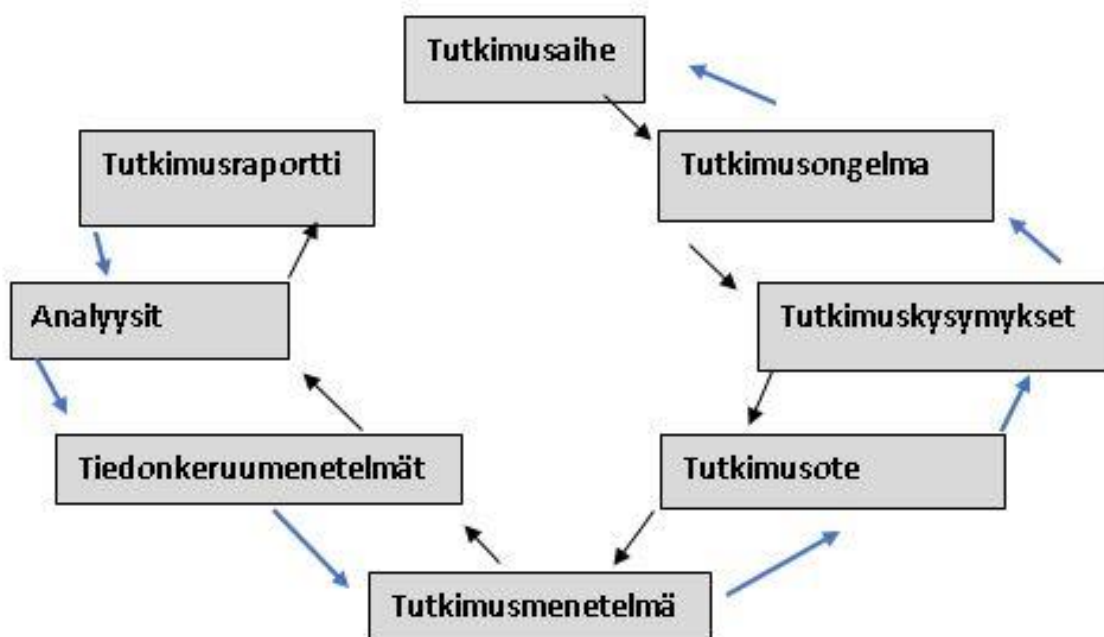 Tutkimusaihe
Tutkimusongelma
Tutkimusraportti
Tutkimuskysymykset
Analyysit
Tutkimusote
Tiedonkeruumenetelmät
Tutkimusmenetelmä